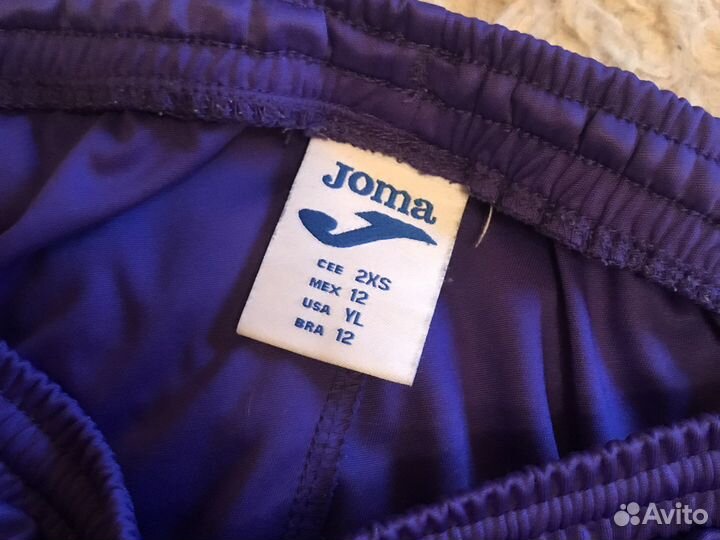 Joma
CEE 2XS
MEX 12
USA YL
BRA 12
Avito